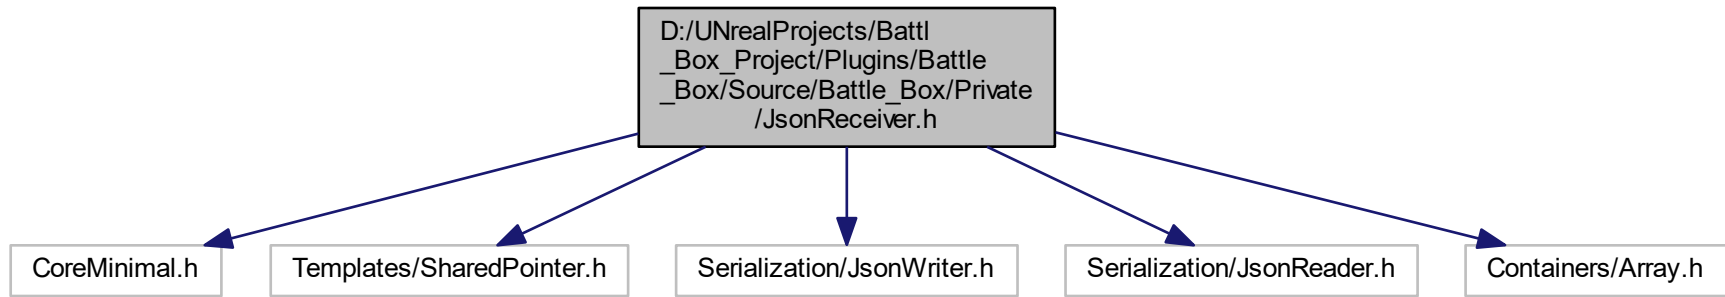 D:/UNrealProjects/Battl
_Box_Project/Plugins/Battle
_Box/Source/Battle_Box/Private
/JsonReceiver.h
CoreMinimal.h
Templates/SharedPointer.h
Serialization/JsonWriter.h
Serialization/JsonReader.h
Containers/Array.h